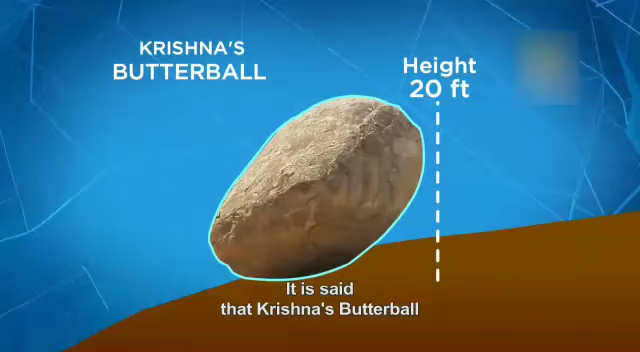 KRISHNA'S
BUTTERBALL
Height
20 ft
It is said
that Krishna's Butterball